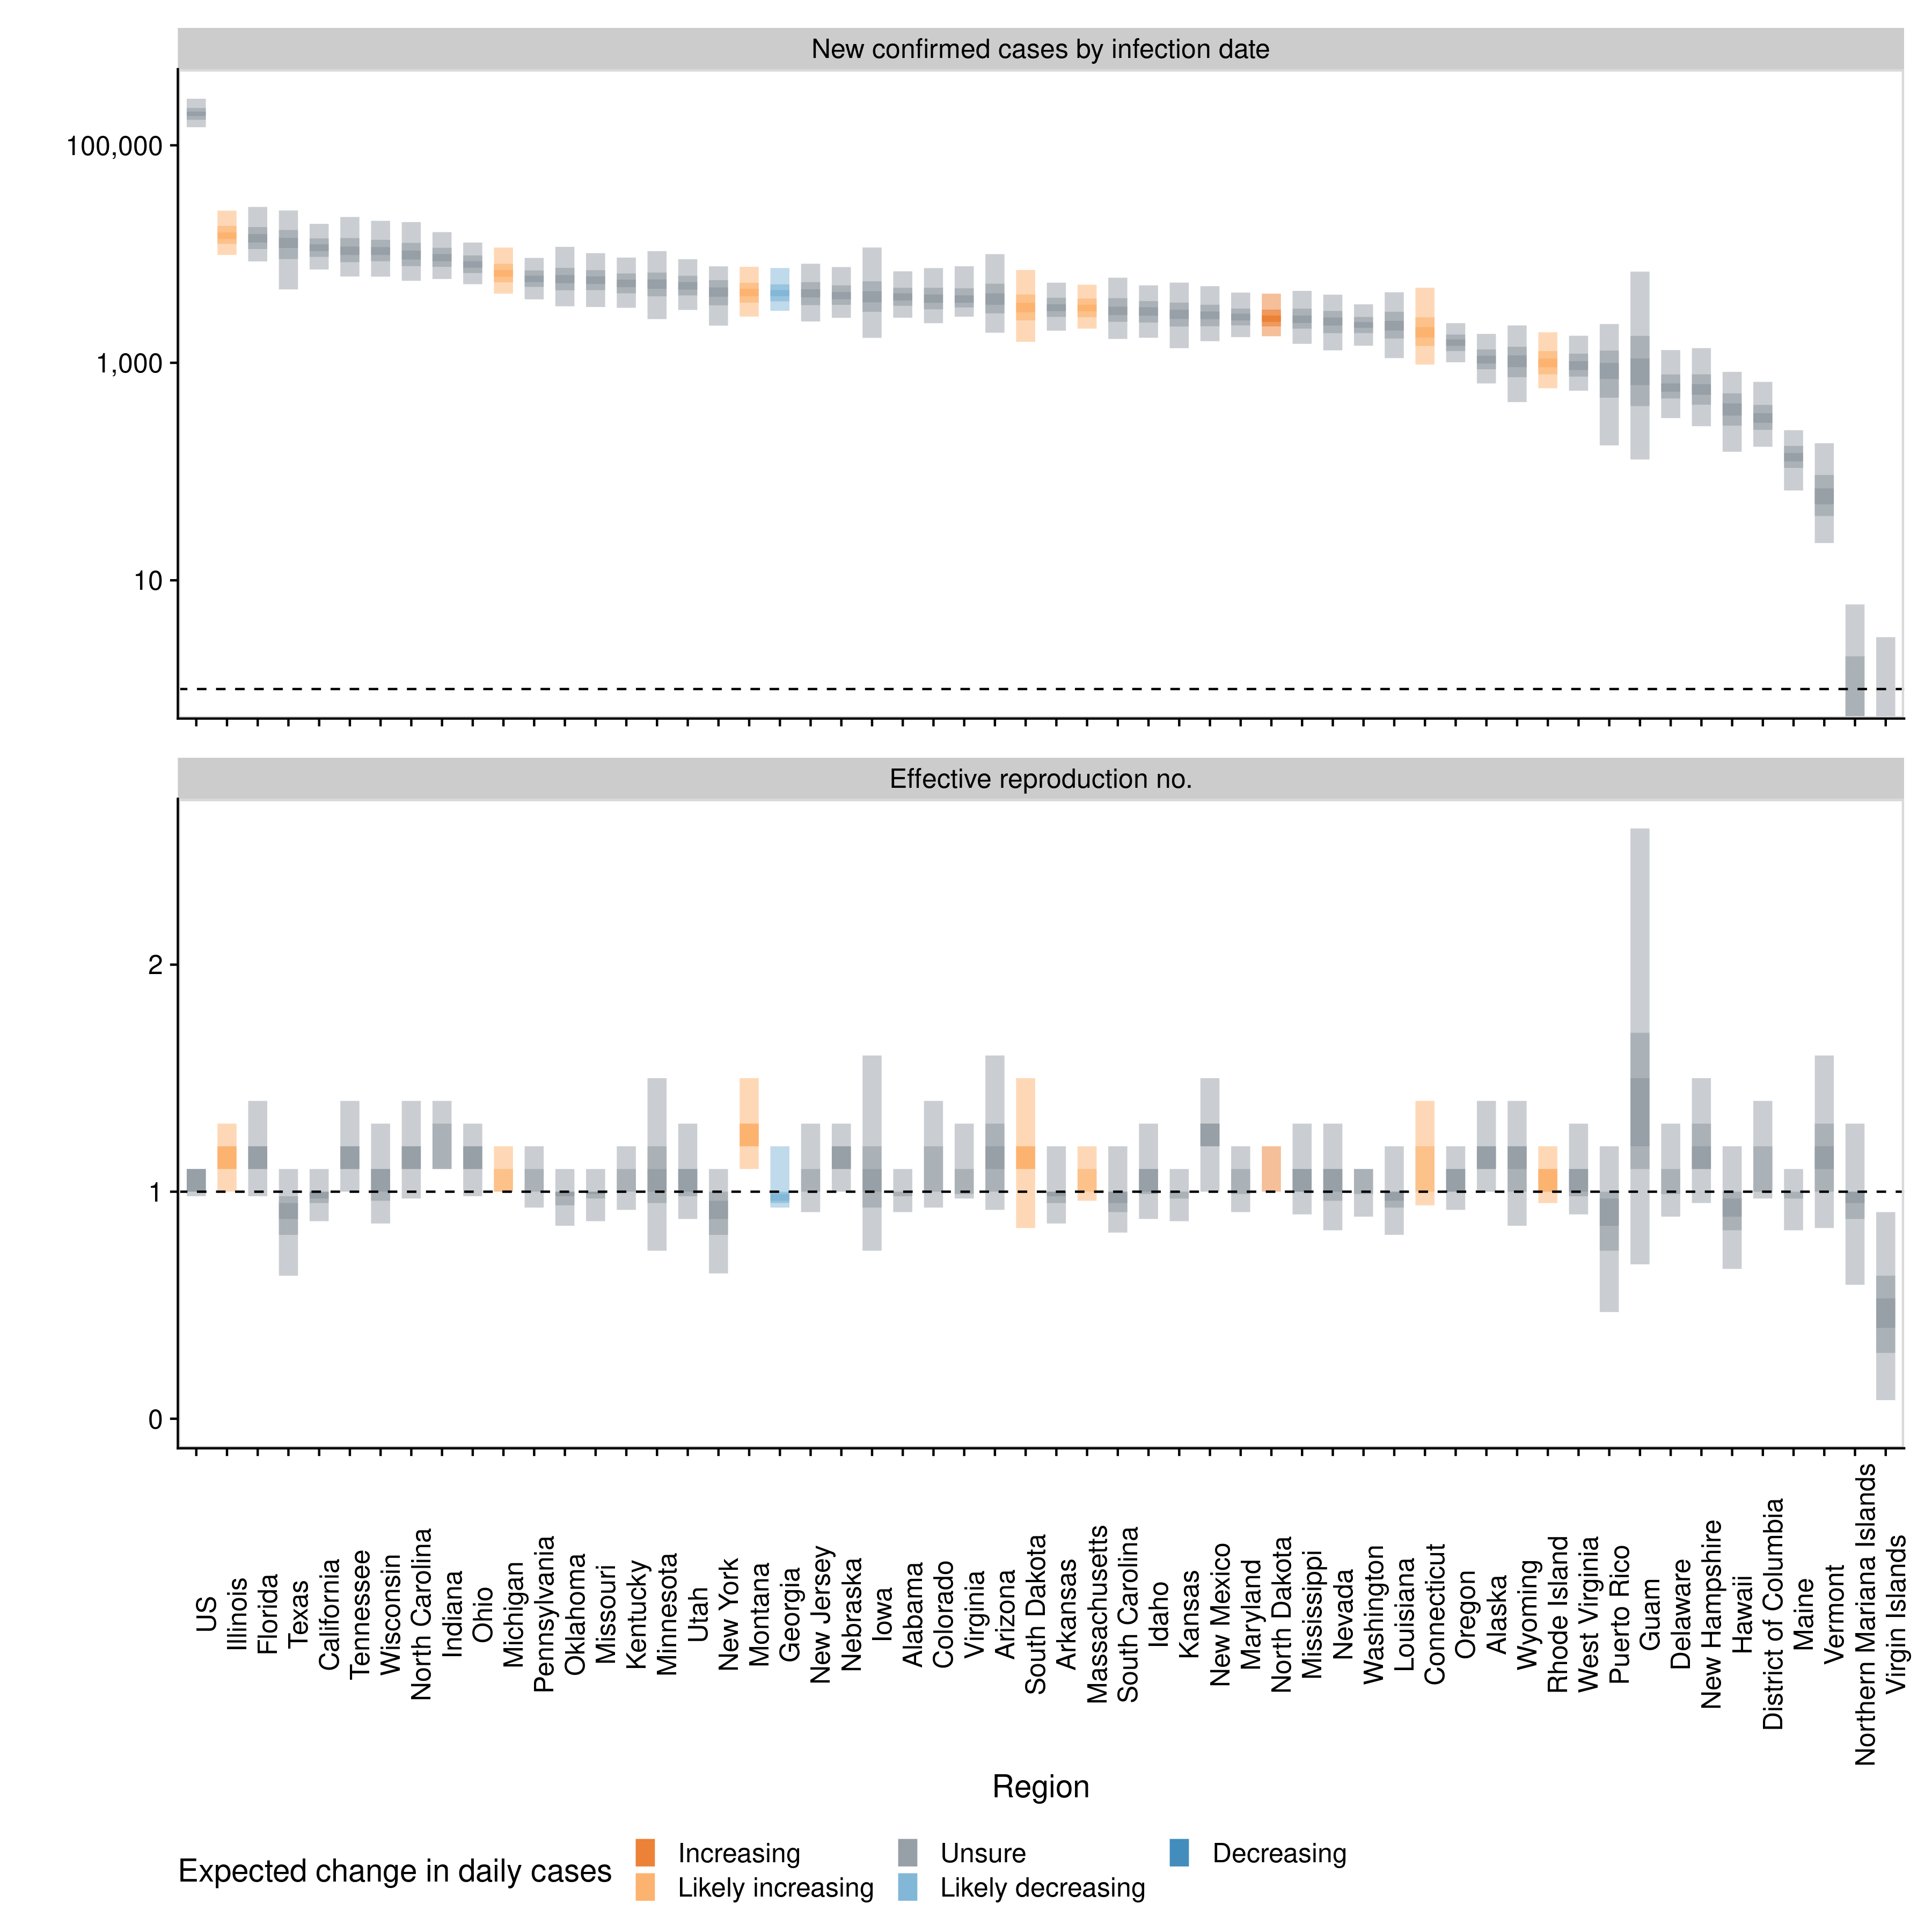 New confirmed cases by infection date
100,000
1,000
10
Effective reproduction no.
2
1
0
US
Illinois
Florida
Texas
California
Tennessee
Wisconsin
North Carolina
Indiana
Ohio
Michigan
Pennsylvania
Oklahoma
Missouri
Kentucky
Minnesota
Utah
New York
Montana
Georgia
New Jersey
Nebraska
Iowa
Alabama
Colorado
Virginia
Arizona
South Dakota
Arkansas
Massachusetts
South Carolina
Idaho
Kansas
New Mexico
Maryland
North Dakota
Mississippi
Nevada
Washington
Louisiana
Connecticut
Oregon
Alaska
Wyoming
Rhode Island
West Virginia
Puerto Rico
Guam
Delaware
New Hampshire
Hawaii
District of Columbia
Maine
Vermont
Northern Mariana Islands
Virgin Islands
Region
Expected change in daily cases
Increasing
Likely increasing
Unsure
Likely decreasing
Decreasing